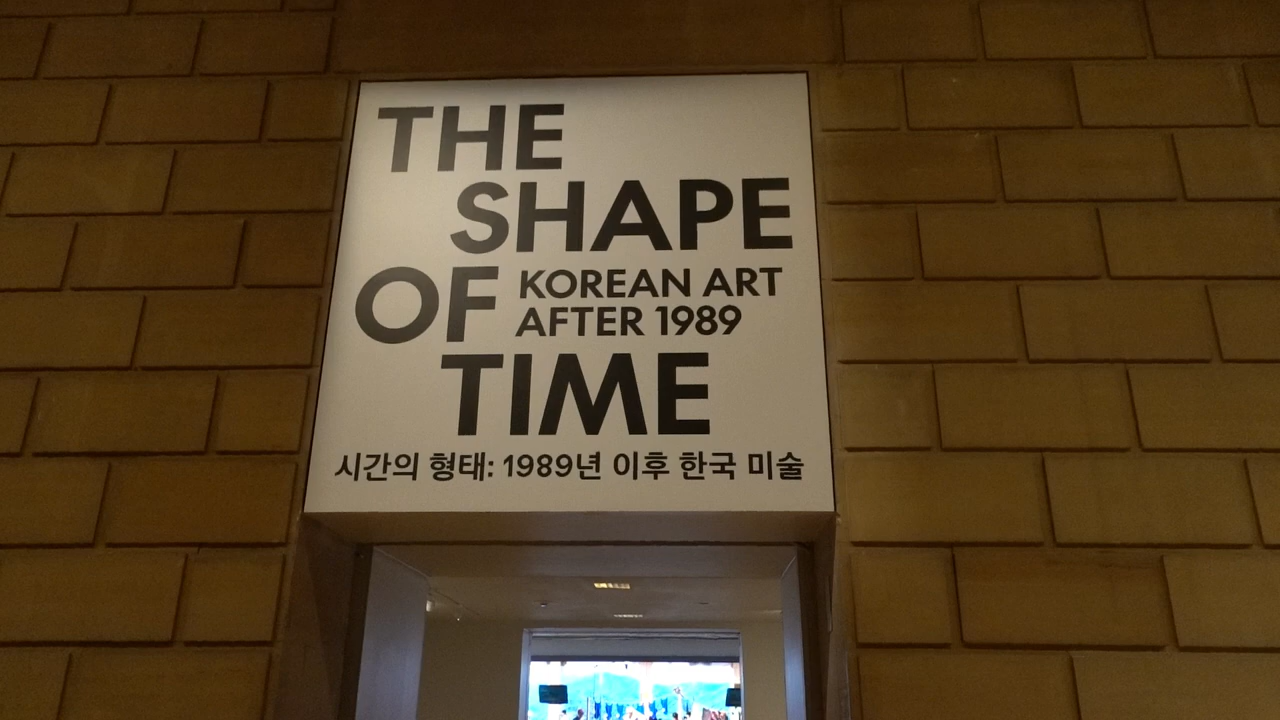 THE
SHAPE
OF
KOREAN ART
AFTER 1989
TIME
시간의 형태: 1989년 이후 한국 미술